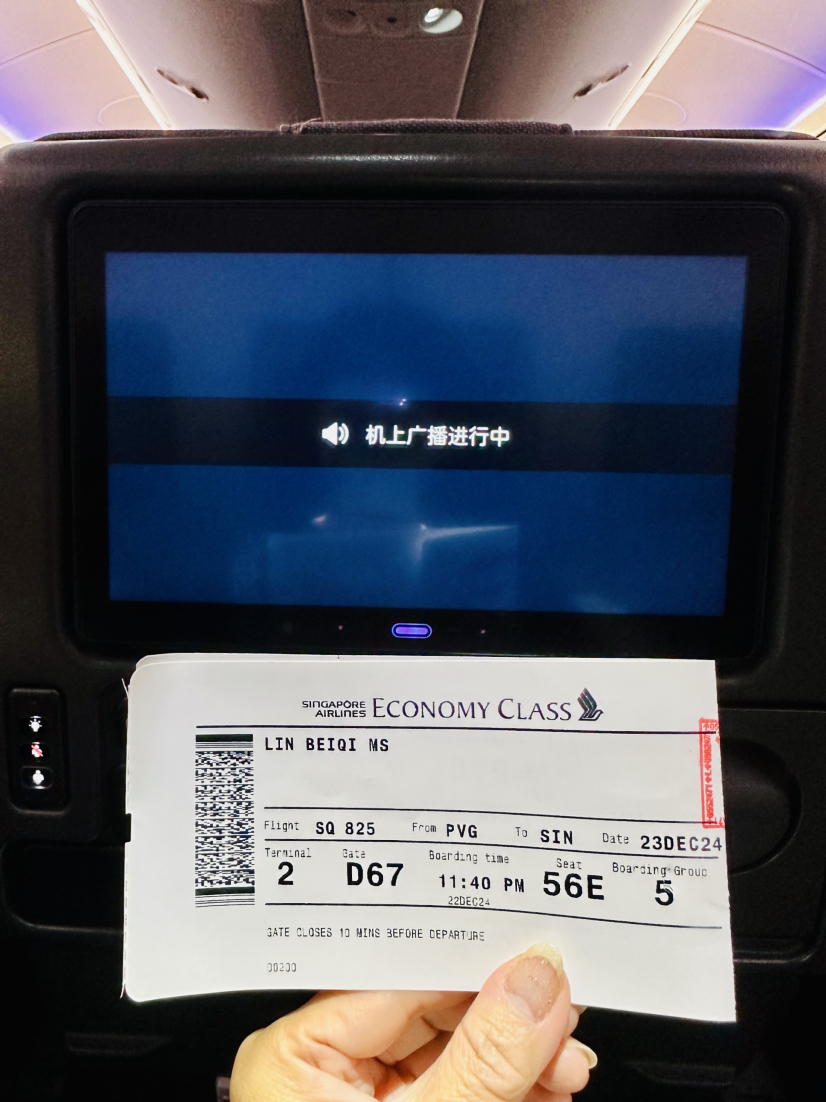 机上广播进行中
SINGAPORE AIRLINES ECONOMY CLASS
LIN BEIQI MS
Flight SQ 825 From PVG To SIN Date 23DEC24
Terminal Gate Boarding time Seat Boarding Group
2 D67 11:40 PM 56E 5
22DEC24
GATE CLOSES 10 MINS BEFORE DEPARTURE
00200